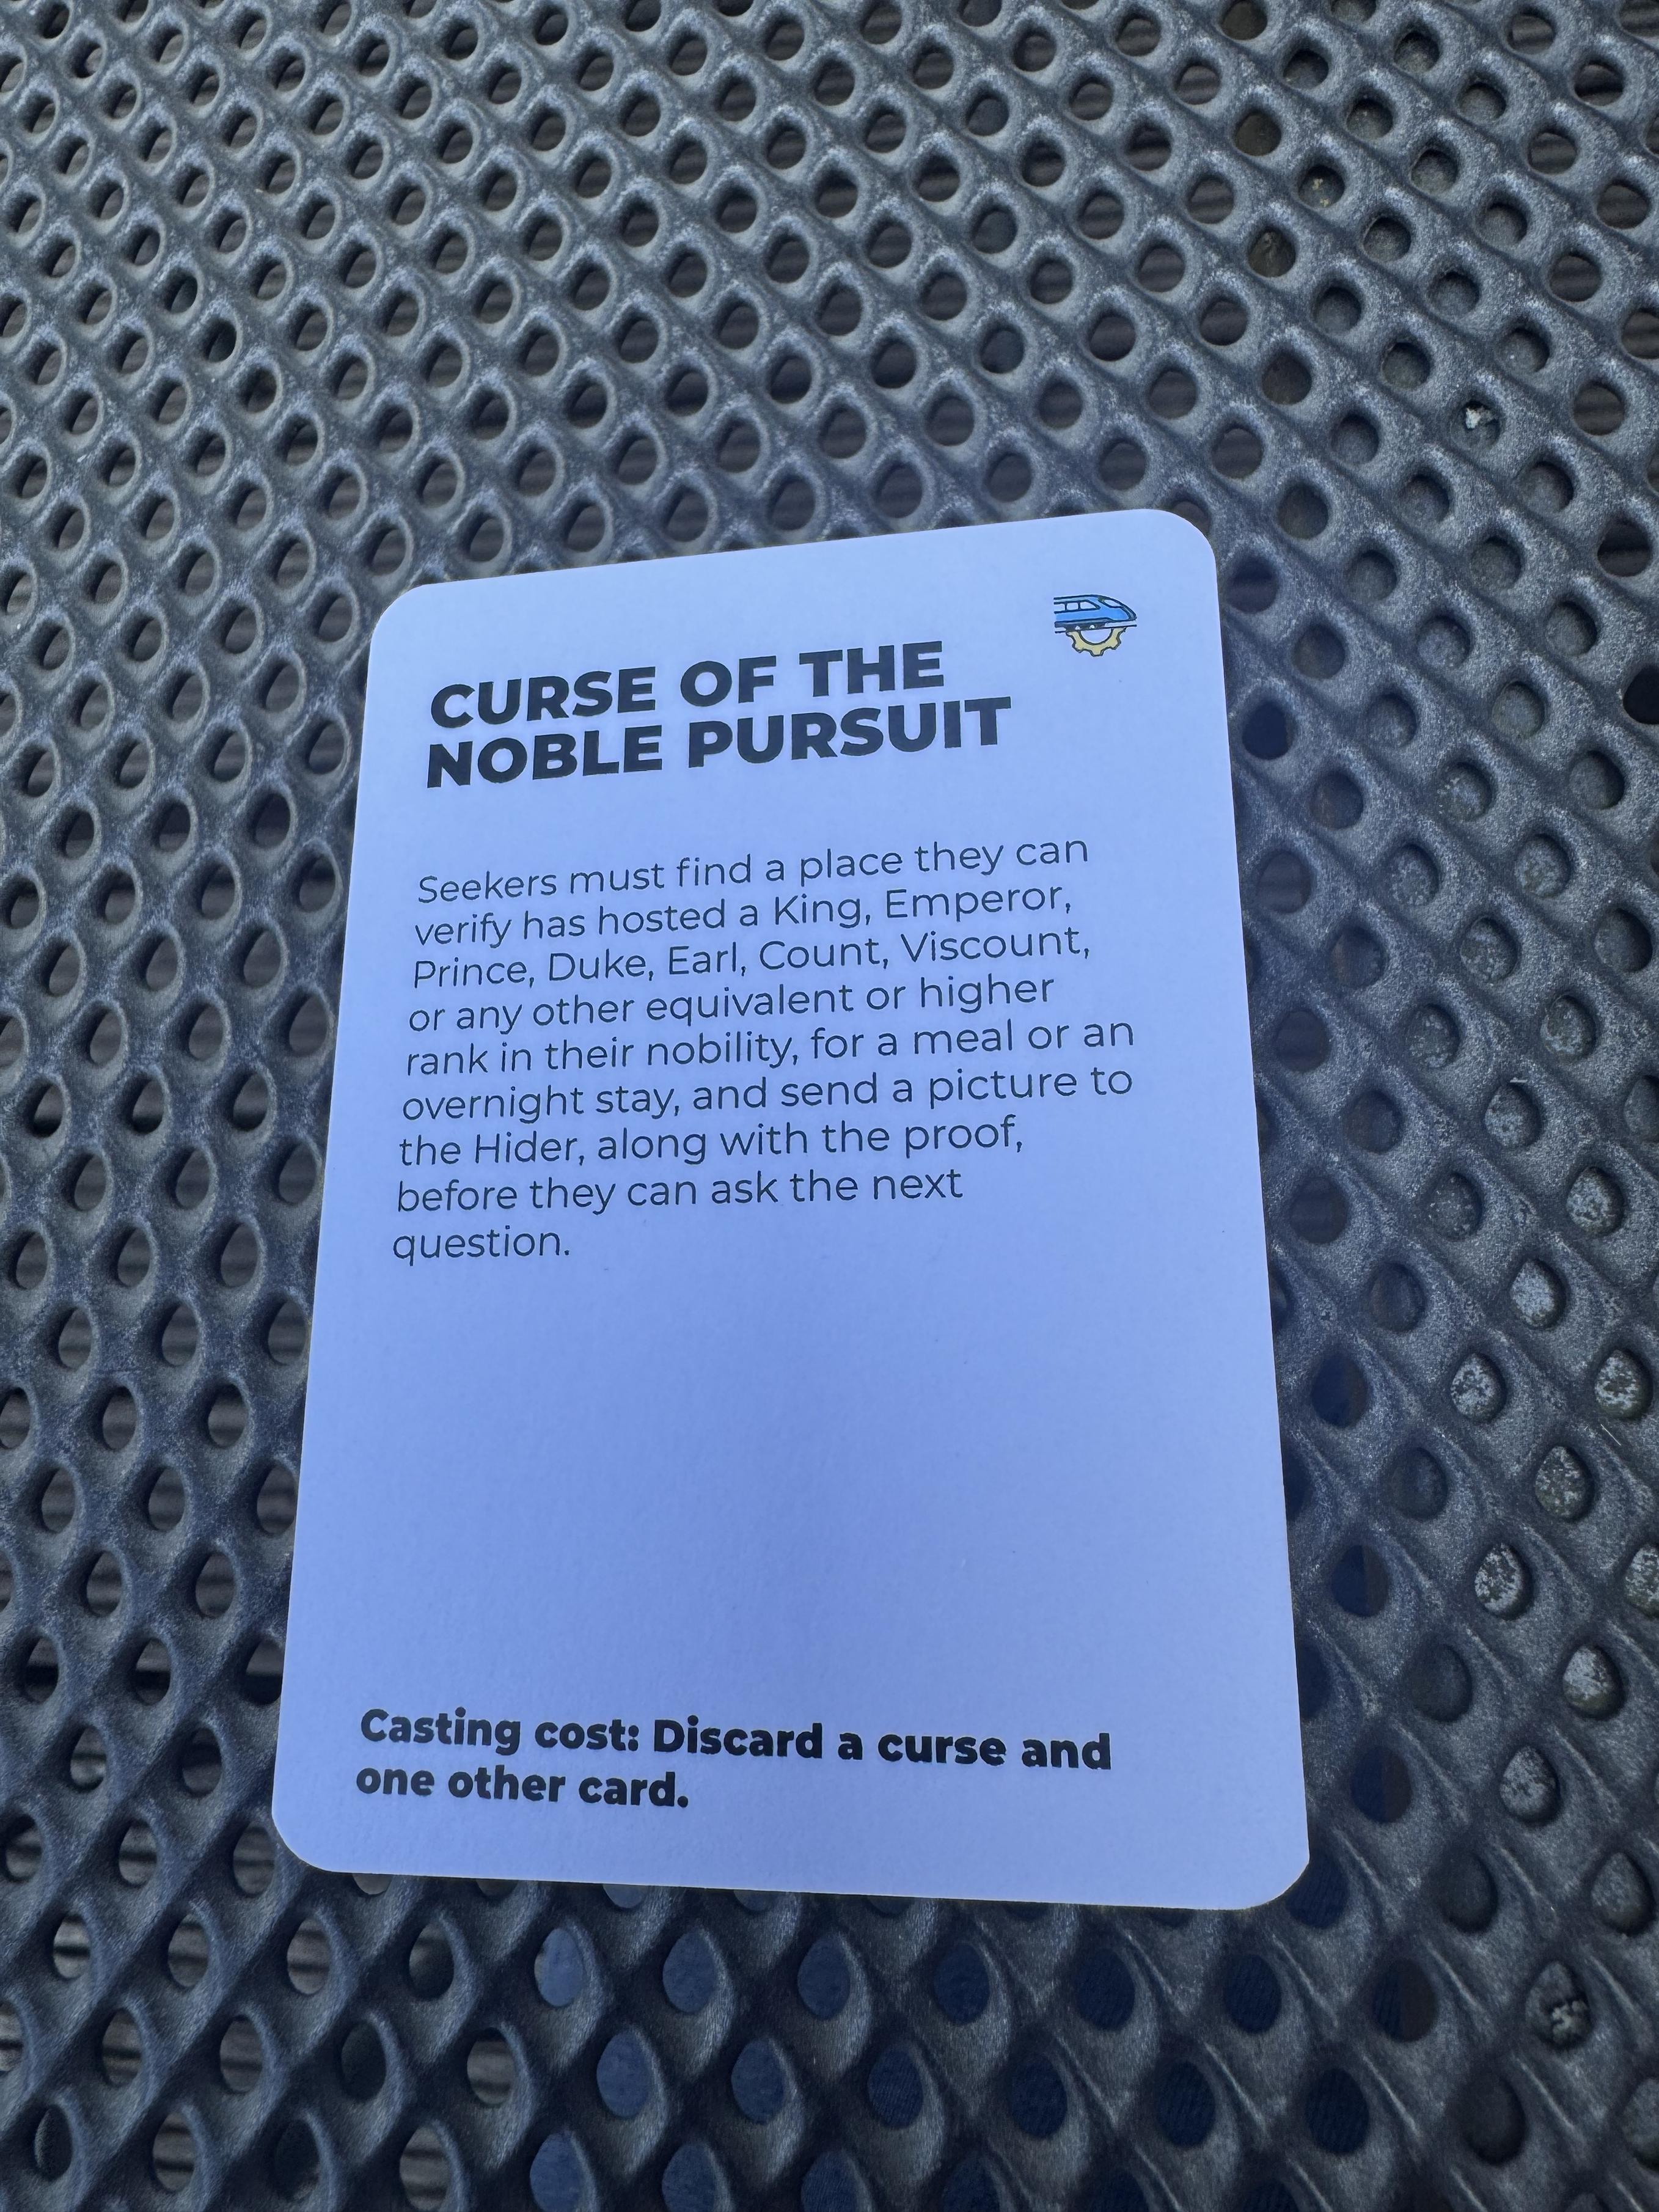 CURSE OF THE
NOBLE PURSUIT
Seekers must find a place they can
verify has hosted a King, Emperor,
Prince, Duke, Earl, Count, Viscount,
or any other equivalent or higher
rank in their nobility, for a meal or an
overnight stay, and send a picture to
the Hider, along with the proof,
before they can ask the next
question.
Casting cost: Discard a curse and
one other card.